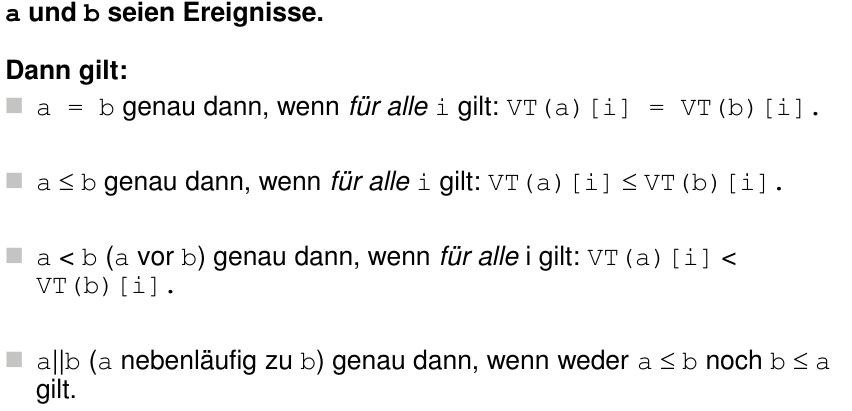 a und b seien Ereignisse.
Dann gilt:
a = b genau dann, wenn für alle i gilt: VT(a)[i] = VT(b)[i].
a ≤ b genau dann, wenn für alle i gilt: VT(a)[i] ≤ VT(b)[i].
a < b (a vor b) genau dann, wenn für alle i gilt: VT(a)[i] <
VT(b)[i].
a||b (a nebenläufig zu b) genau dann, wenn weder a ≤ b noch b ≤ a
gilt.